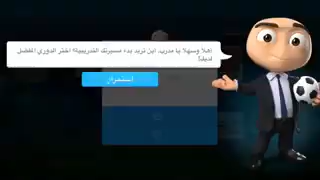 اهلا وسهلا يا مدرب. اين تريد بدء مسيرتك التدريبية؟ اختر الدوري المفضل
لديك!
استمرار